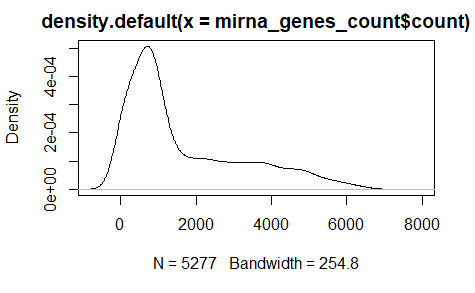 density.default(x = mirna_genes_count$count)
Density
0e+00 2e-04 4e-04
0 2000 4000 6000 8000
N = 5277 Bandwidth = 254.8